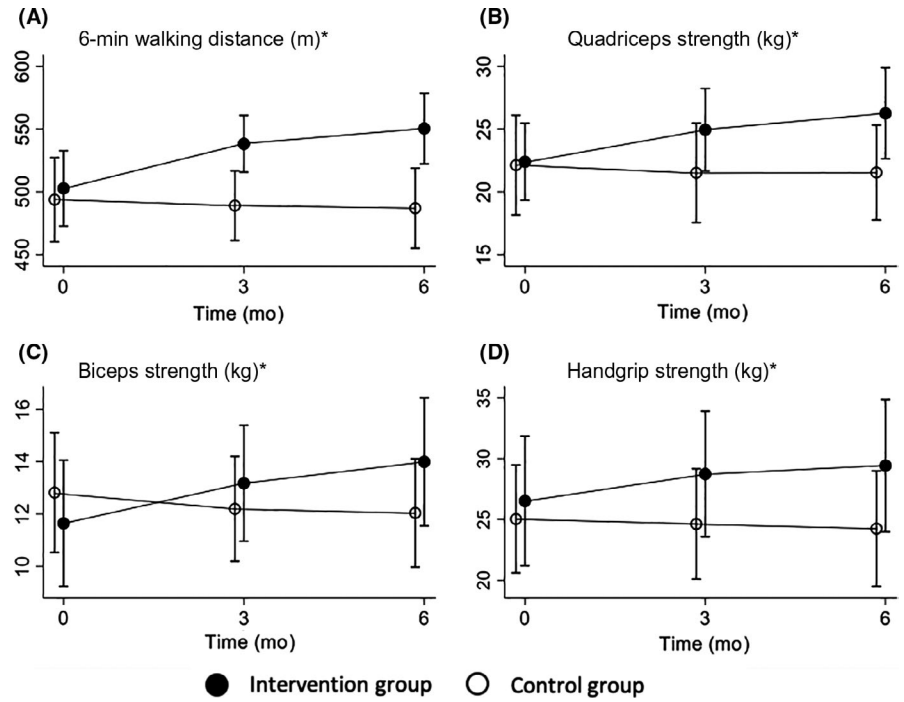 (A)
6-min walking distance (m)*
600
550
500
450
0 3 6
Time (mo)
(B)
Quadriceps strength (kg)*
30
25
20
15
0 3 6
Time (mo)
(C)
Biceps strength (kg)*
16
14
12
10
0 3 6
Time (mo)
(D)
Handgrip strength (kg)*
35
30
25
20
0 3 6
Time (mo)
Intervention group Control group